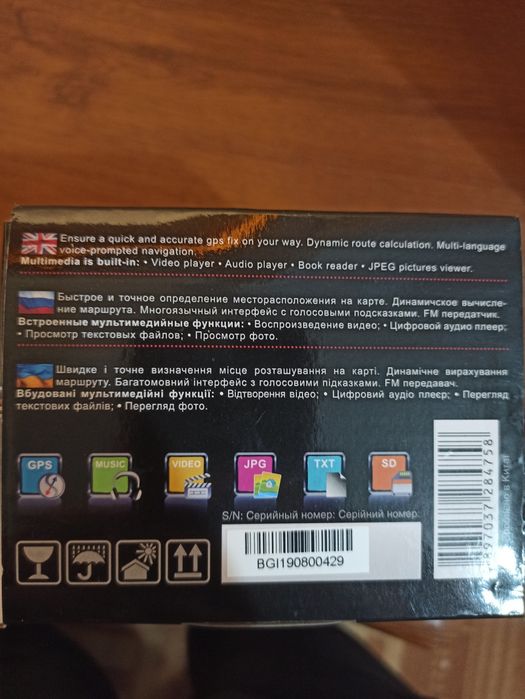 Ensure a quick and accurate gps fix on your way. Dynamic route calculation. Multi-language
voice-prompted navigation.
Multimedia is built-in: • Video player • Audio player • Book reader • JPEG pictures viewer.
Быстрое и точное определение месторасположения на карте. Динамичское вычисле-
ние маршрута. Многоязычный интерфейс с голосовыми подсказками. FM передатчик.
Встроенные мультимедийные функции: • Воспроизведение видео; • Цифровой аудио плеер;
• Просмотр текстовых файлов; • Просмотр фото.
Швидке і точне визначення місце розташування на карті. Динамічне вирахування
маршруту. Багатомовний інтерфейс з голосовими підказками. FM передавач.
Вбудовані мультимедійні функції: • Відтворення відео; • Цифровий аудіо плеєр; • Перегляд
текстових файлів; • Перегляд фото.
GPS MUSIC VIDEO JPG TXT SD
S/N: Серийный номер: Серійний номер:
BGI190800429
897037 284758
в Китаї